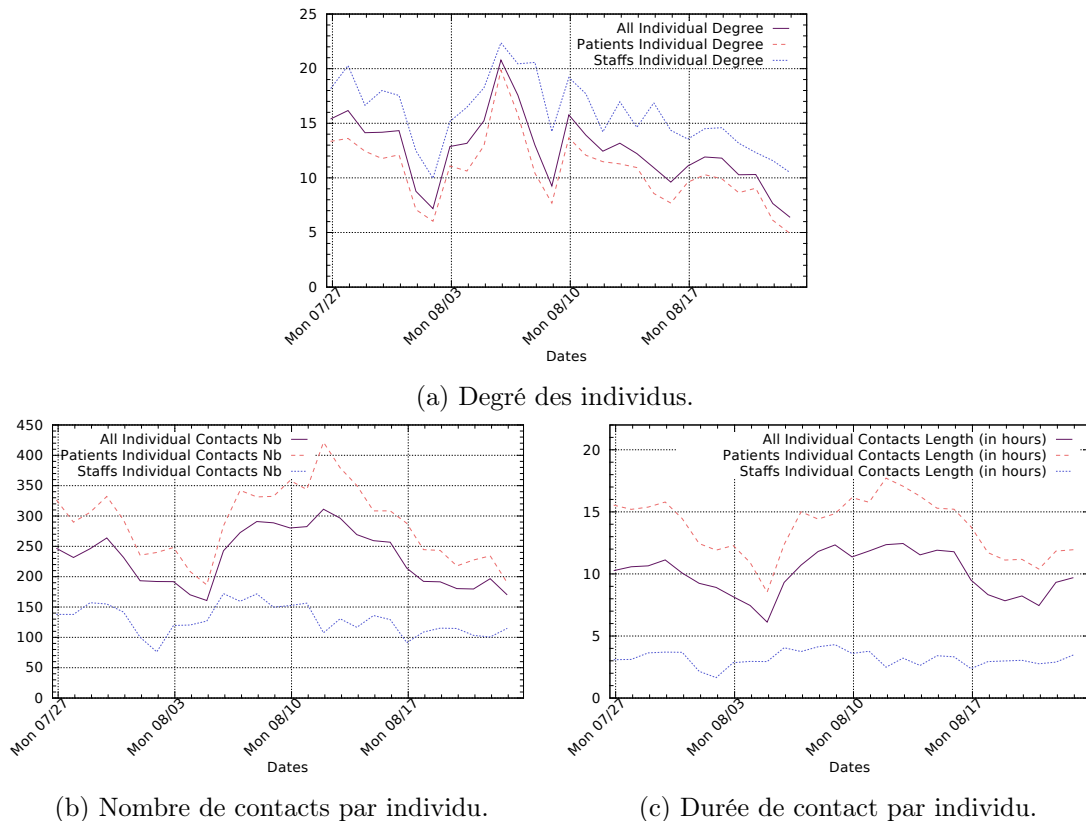 25
20
15
10
5
0
All Individual Degree
Patients Individual Degree
Staffs Individual Degree
Mon 07/27
Mon 08/03
Mon 08/10
Mon 08/17
Dates
(a) Degré des individus.
450
400
350
300
250
200
150
100
50
0
All Individual Contacts Nb
Patients Individual Contacts Nb
Staffs Individual Contacts Nb
Mon 07/27
Mon 08/03
Mon 08/10
Mon 08/17
Dates
(b) Nombre de contacts par individu.
20
15
10
5
0
All Individual Contacts Length (in hours)
Patients Individual Contacts Length (in hours)
Staffs Individual Contacts Length (in hours)
Mon 07/27
Mon 08/03
Mon 08/10
Mon 08/17
Dates
(c) Durée de contact par individu.